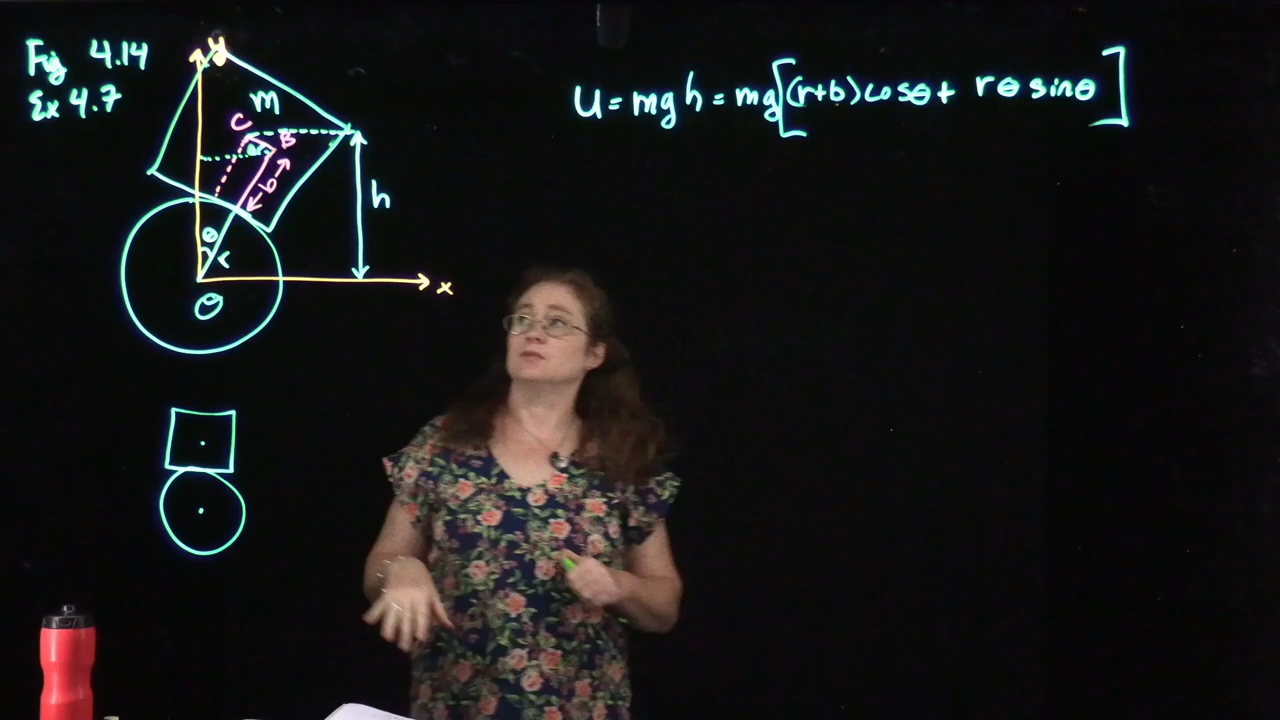 Fig 4.14
Ex 4.7
y
m
C
B
b
h
θ
r
x
U = mgh = mg[(r+b)cosθ + rθ sinθ]